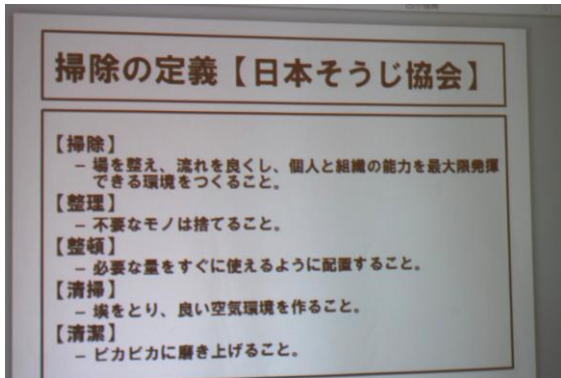 掃除の定義【日本そうじ協会】
【掃除】
– 場を整え、流れを良くし、個人と組織の能力を最大限発揮
できる環境をつくること。
【整理】
– 不要なモノは捨てること。
【整頓】
– 必要な量をすぐに使えるように配置すること。
【清掃】
– 埃をとり、良い空気環境を作ること。
【清潔】
– ピカピカに磨き上げること。